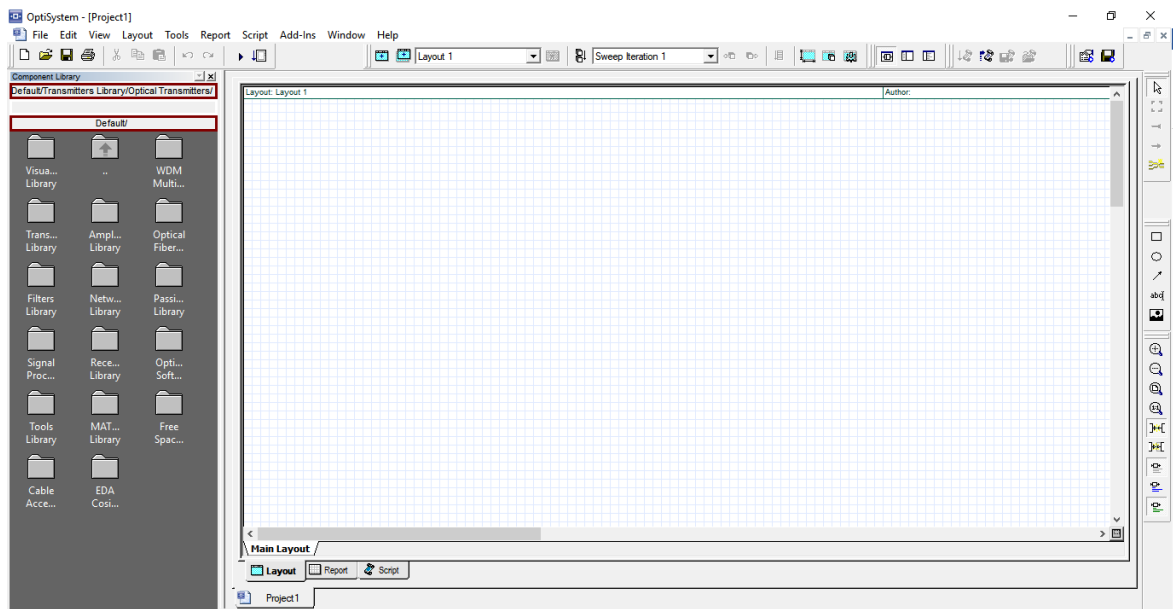 OptiSystem - [Project1]
File Edit View Layout Tools Report Script Add-Ins Window Help
Layout 1 Sweep Iteration 1
Component Library
Default/Transmitters Library/Optical Transmitters/
Default/
Visua... .. WDM
Library Multi...
Trans... Ampl... Optical
Library Library Fiber...
Filters Netw... Passi...
Library Library Library
Signal Rece... Opti...
Proc... Library Soft...
Tools MAT... Free
Library Library Spac...
Cable EDA
Acce... Cosi...
Layout: Layout 1 Author:
abc
Main Layout
Layout Report Script
Project1